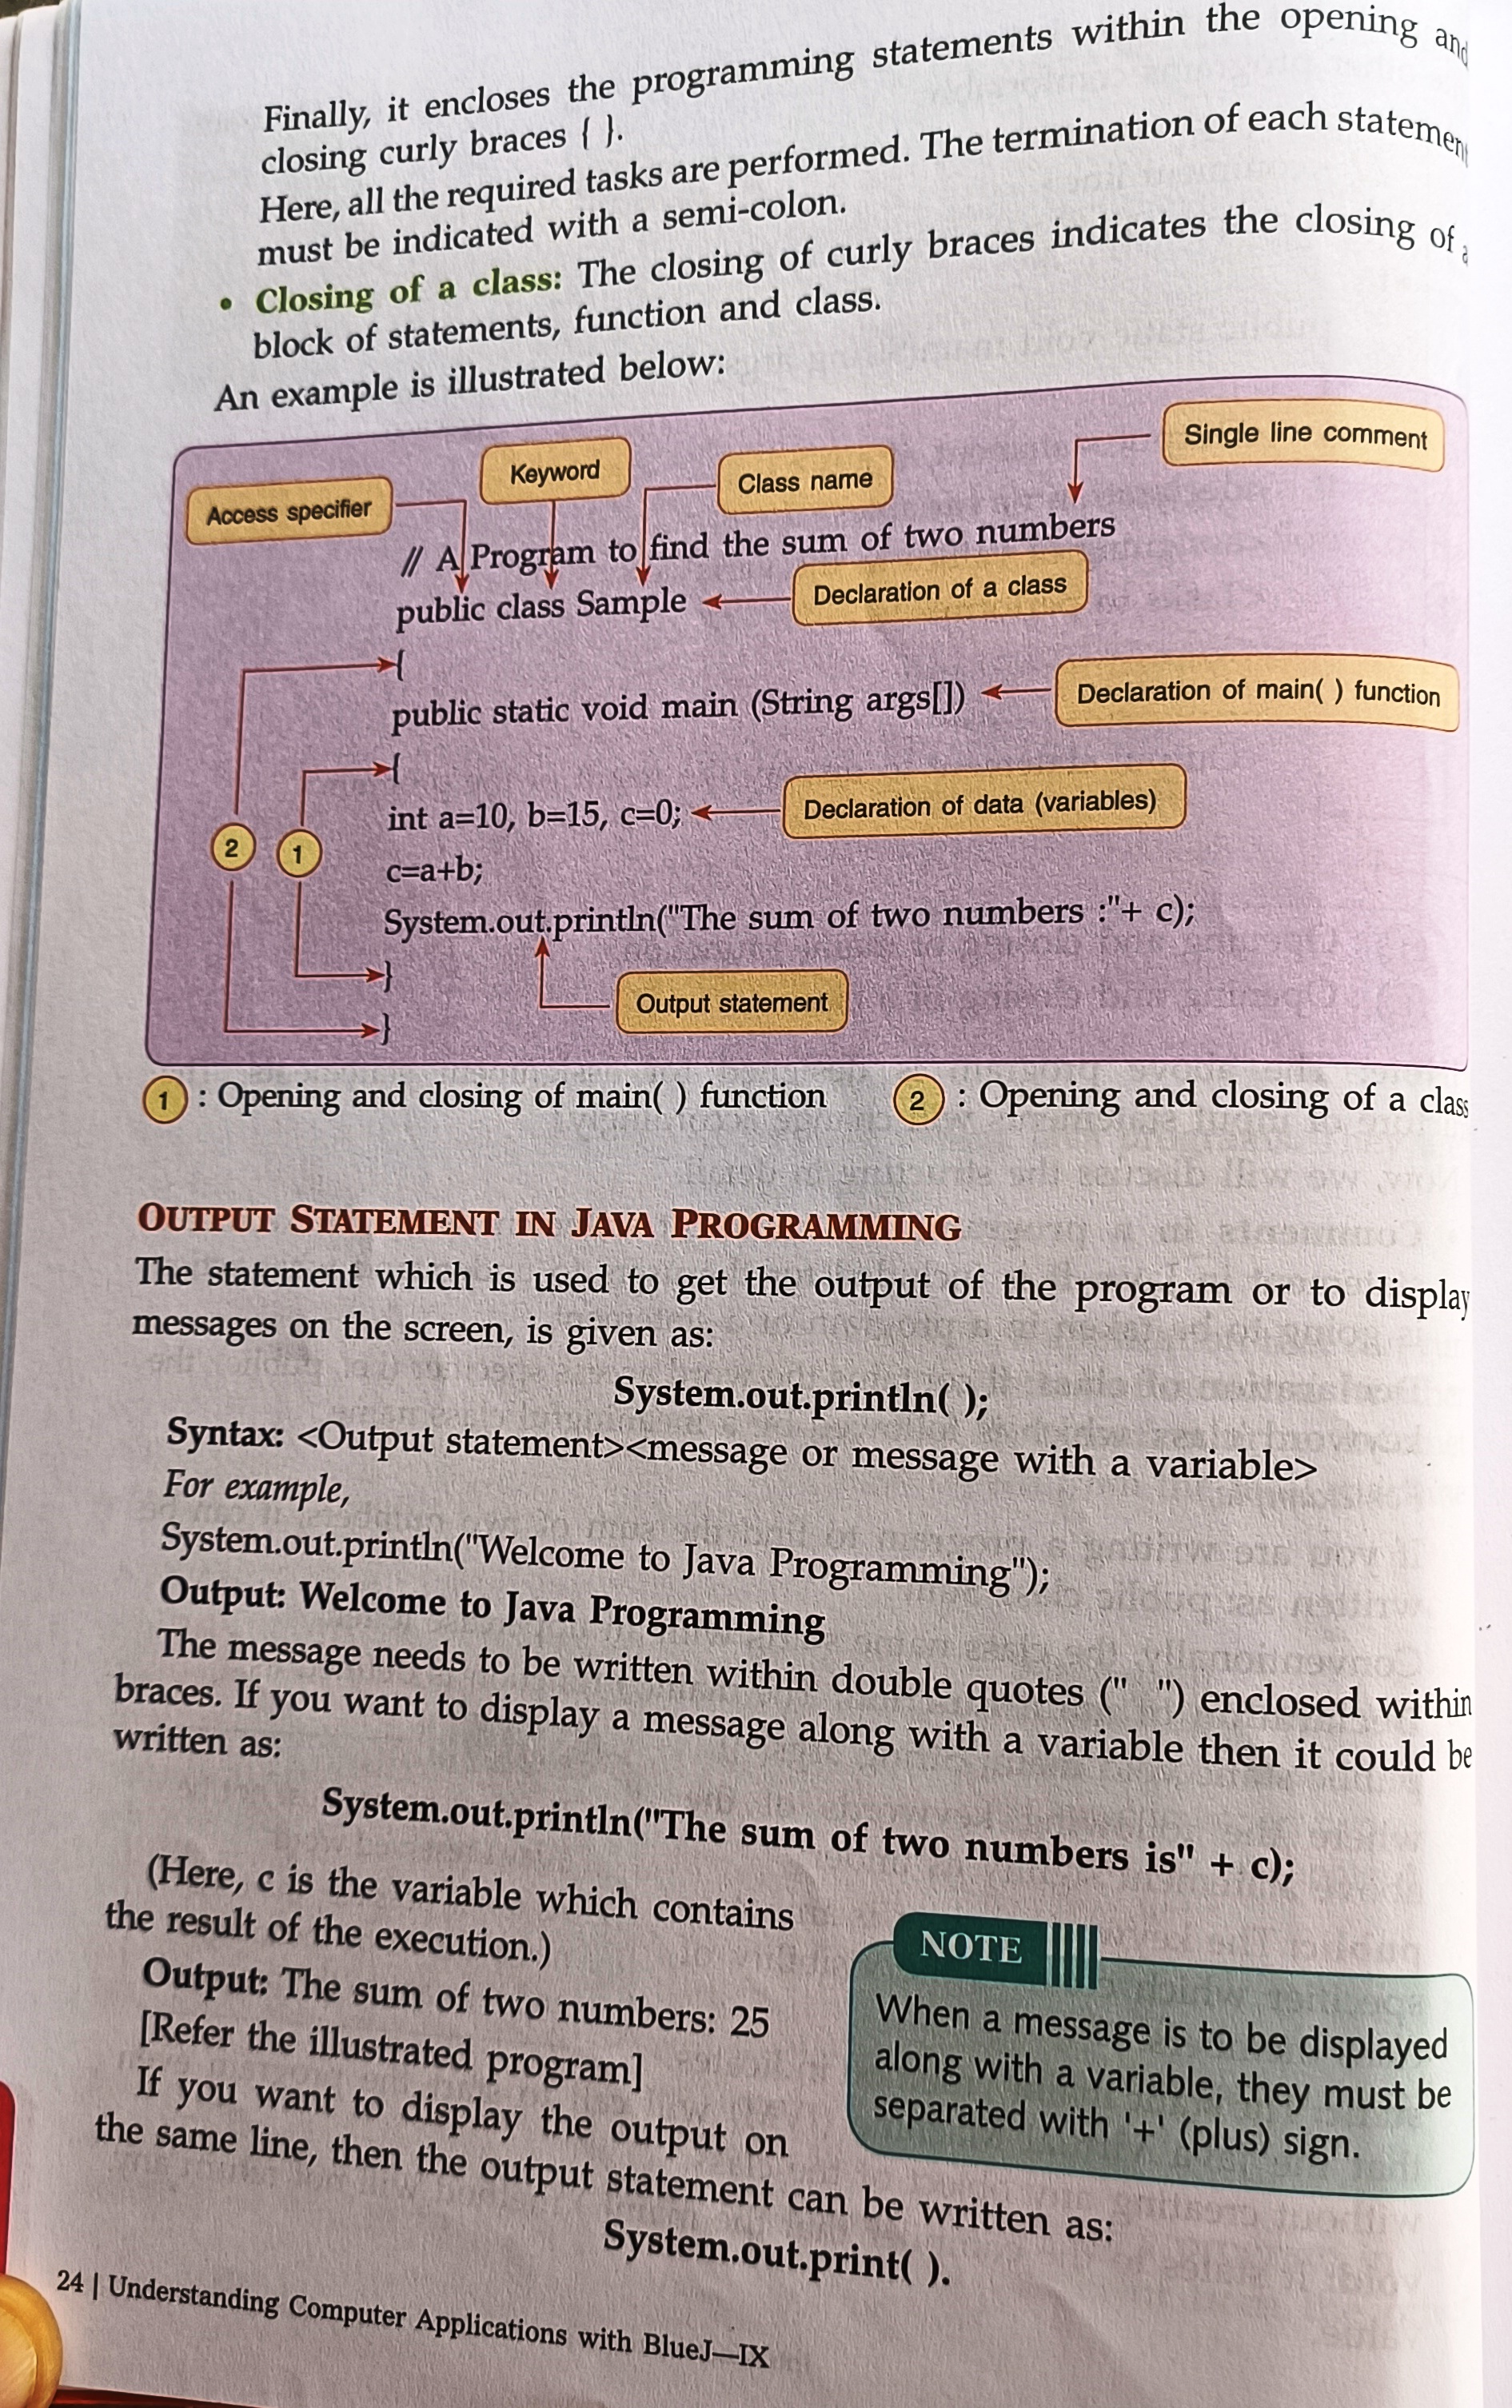 Finally, it encloses the programming statements within the opening and
closing curly braces { }.
Here, all the required tasks are performed. The termination of each statement
must be indicated with a semi-colon.
• Closing of a class: The closing of curly braces indicates the closing of a
block of statements, function and class.
An example is illustrated below:
Single line comment
Keyword
Class name
Access specifier
// A Program to find the sum of two numbers
public class Sample
Declaration of a class
{
public static void main (String args[])
Declaration of main( ) function
{
int a=10, b=15, c=0;
Declaration of data (variables)
2
1
c=a+b;
System.out.println("The sum of two numbers :"+ c);
}
Output statement
}
1 : Opening and closing of main( ) function 2 : Opening and closing of a class
OUTPUT STATEMENT IN JAVA PROGRAMMING
The statement which is used to get the output of the program or to display
messages on the screen, is given as:
System.out.println( );
Syntax: <Output statement><message or message with a variable>
For example,
System.out.println("Welcome to Java Programming");
Output: Welcome to Java Programming
The message needs to be written within double quotes (" ") enclosed within
braces. If you want to display a message along with a variable then it could be
written as:
System.out.println("The sum of two numbers is" + c);
(Here, c is the variable which contains
the result of the execution.)
Output: The sum of two numbers: 25
[Refer the illustrated program]
If you want to display the output on
the same line, then the output statement can be written as:
System.out.print( ).
NOTE
When a message is to be displayed
along with a variable, they must be
separated with '+' (plus) sign.
24 | Understanding Computer Applications with BlueJ—IX